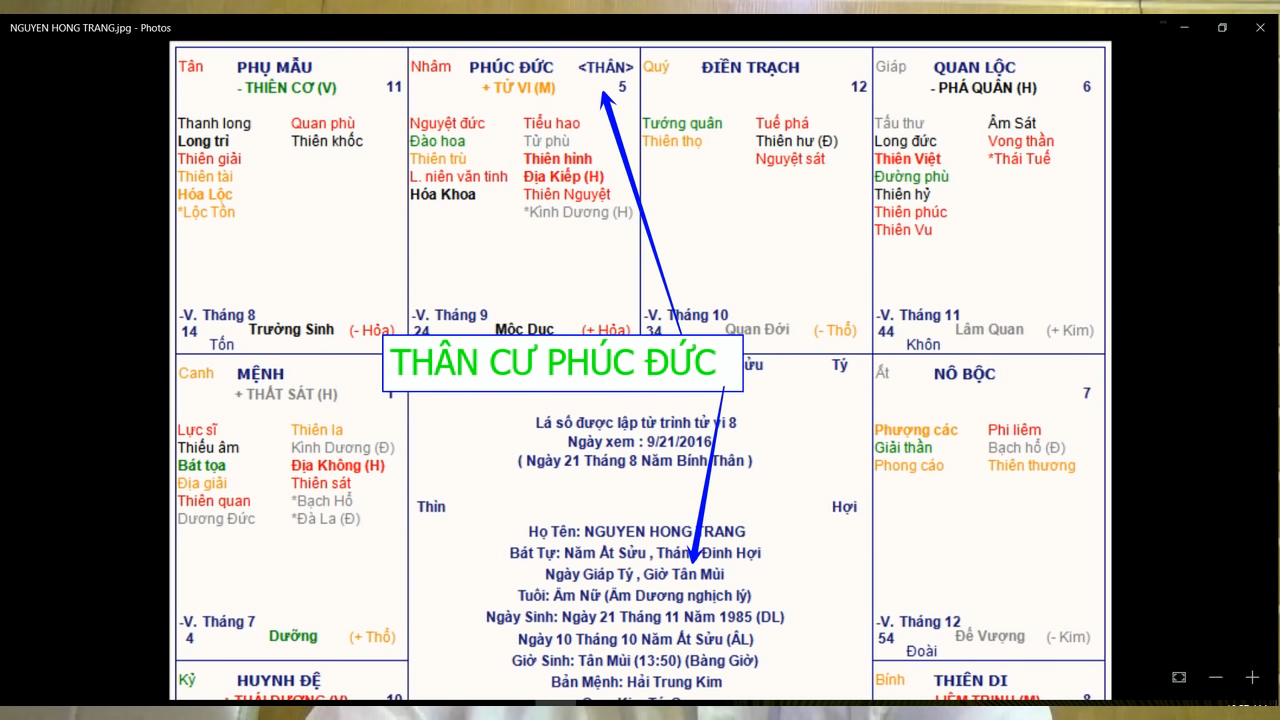 NGUYEN HONG TRANG.jpg - Photos
Tân PHỤ MẪU
- THIÊN CƠ (V) 11
Thanh long Quan phù
Long trì Thiên khốc
Thiên giải
Thiên tài
Hóa Lộc
*Lộc Tồn
-V. Tháng 8
14 Trường Sinh (- Hỏa)
Tốn
Nhâm PHÚC ĐỨC <THÂN>
+ TỬ VI (M) 5
Nguyệt đức Tiểu hao
Đào hoa Tử phù
Thiên trù Thiên hình
L. niên văn tinh Địa Kiếp (H)
Hóa Khoa Thiên Nguyệt
*Kình Dương (H)
-V. Tháng 9
24 Mộc Dục (+ Hỏa)
Quý ĐIỀN TRẠCH
12
Tướng quân Tuế phá
Thiên thọ Thiên hư (Đ)
Nguyệt sát
-V. Tháng 10
34 Quan Đới (- Thổ)
Giáp QUAN LỘC
- PHÁ QUÂN (H) 6
Tấu thư Âm Sát
Long đức Vong thần
Thiên Việt *Thái Tuế
Đường phù
Thiên hỷ
Thiên phúc
Thiên Vu
-V. Tháng 11
44 Lâm Quan (+ Kim)
Khôn
THÂN CƯ PHÚC ĐỨC
Canh MỆNH
+ THẤT SÁT (H)
Lực sĩ Thiên la
Thiếu âm Kình Dương (Đ)
Bát tọa Địa Không (H)
Địa giải Thiên sát
Thiên quan *Bạch Hổ
Dương Đức *Đà La (Đ)
-V. Tháng 7
4 Dưỡng (+ Thổ)
Tý
Lá số được lập từ trình tử vi 8
Ngày xem : 9/21/2016
( Ngày 21 Tháng 8 Năm Bính Thân )
Thìn Hợi
Họ Tên: NGUYEN HONG TRANG
Bát Tự: Năm Ất Sửu , Tháng Đinh Hợi
Ngày Giáp Tý , Giờ Tân Mùi
Tuổi: Âm Nữ (Âm Dương nghịch lý)
Ngày Sinh: Ngày 21 Tháng 11 Năm 1985 (DL)
Ngày 10 Tháng 10 Năm Ất Sửu (ÂL)
Giờ Sinh: Tân Mùi (13:50) (Bàng Giờ)
Bản Mệnh: Hải Trung Kim
Ất NÔ BỘC
7
Phượng các Phi liêm
Giải thần Bạch hổ (Đ)
Phong cáo Thiên thương
-V. Tháng 12
54 Đế Vượng (- Kim)
Đoài
Kỷ HUYNH ĐỆ
+ THÁI DƯƠNG (V) 10
Bính THIÊN DI
LIÊM TRINH (M) 8